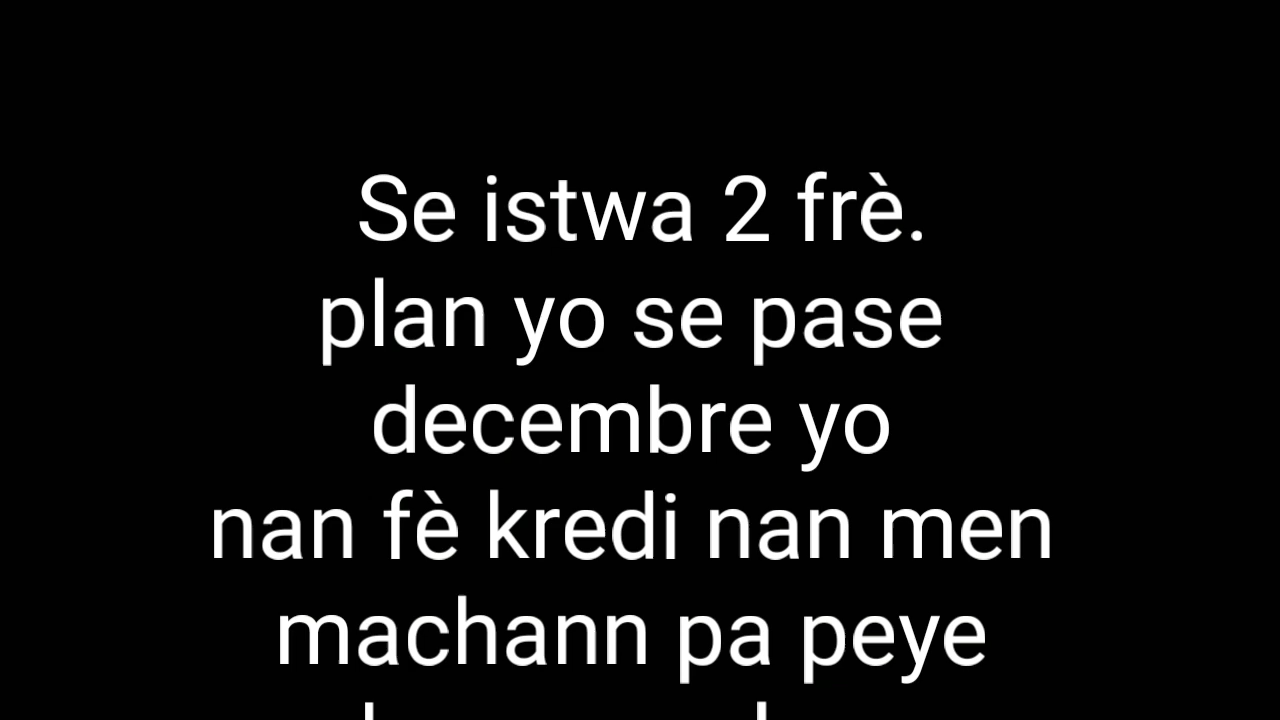 Se istwa 2 frè.
plan yo se pase
decembre yo
nan fè kredi nan men
machann pa peye